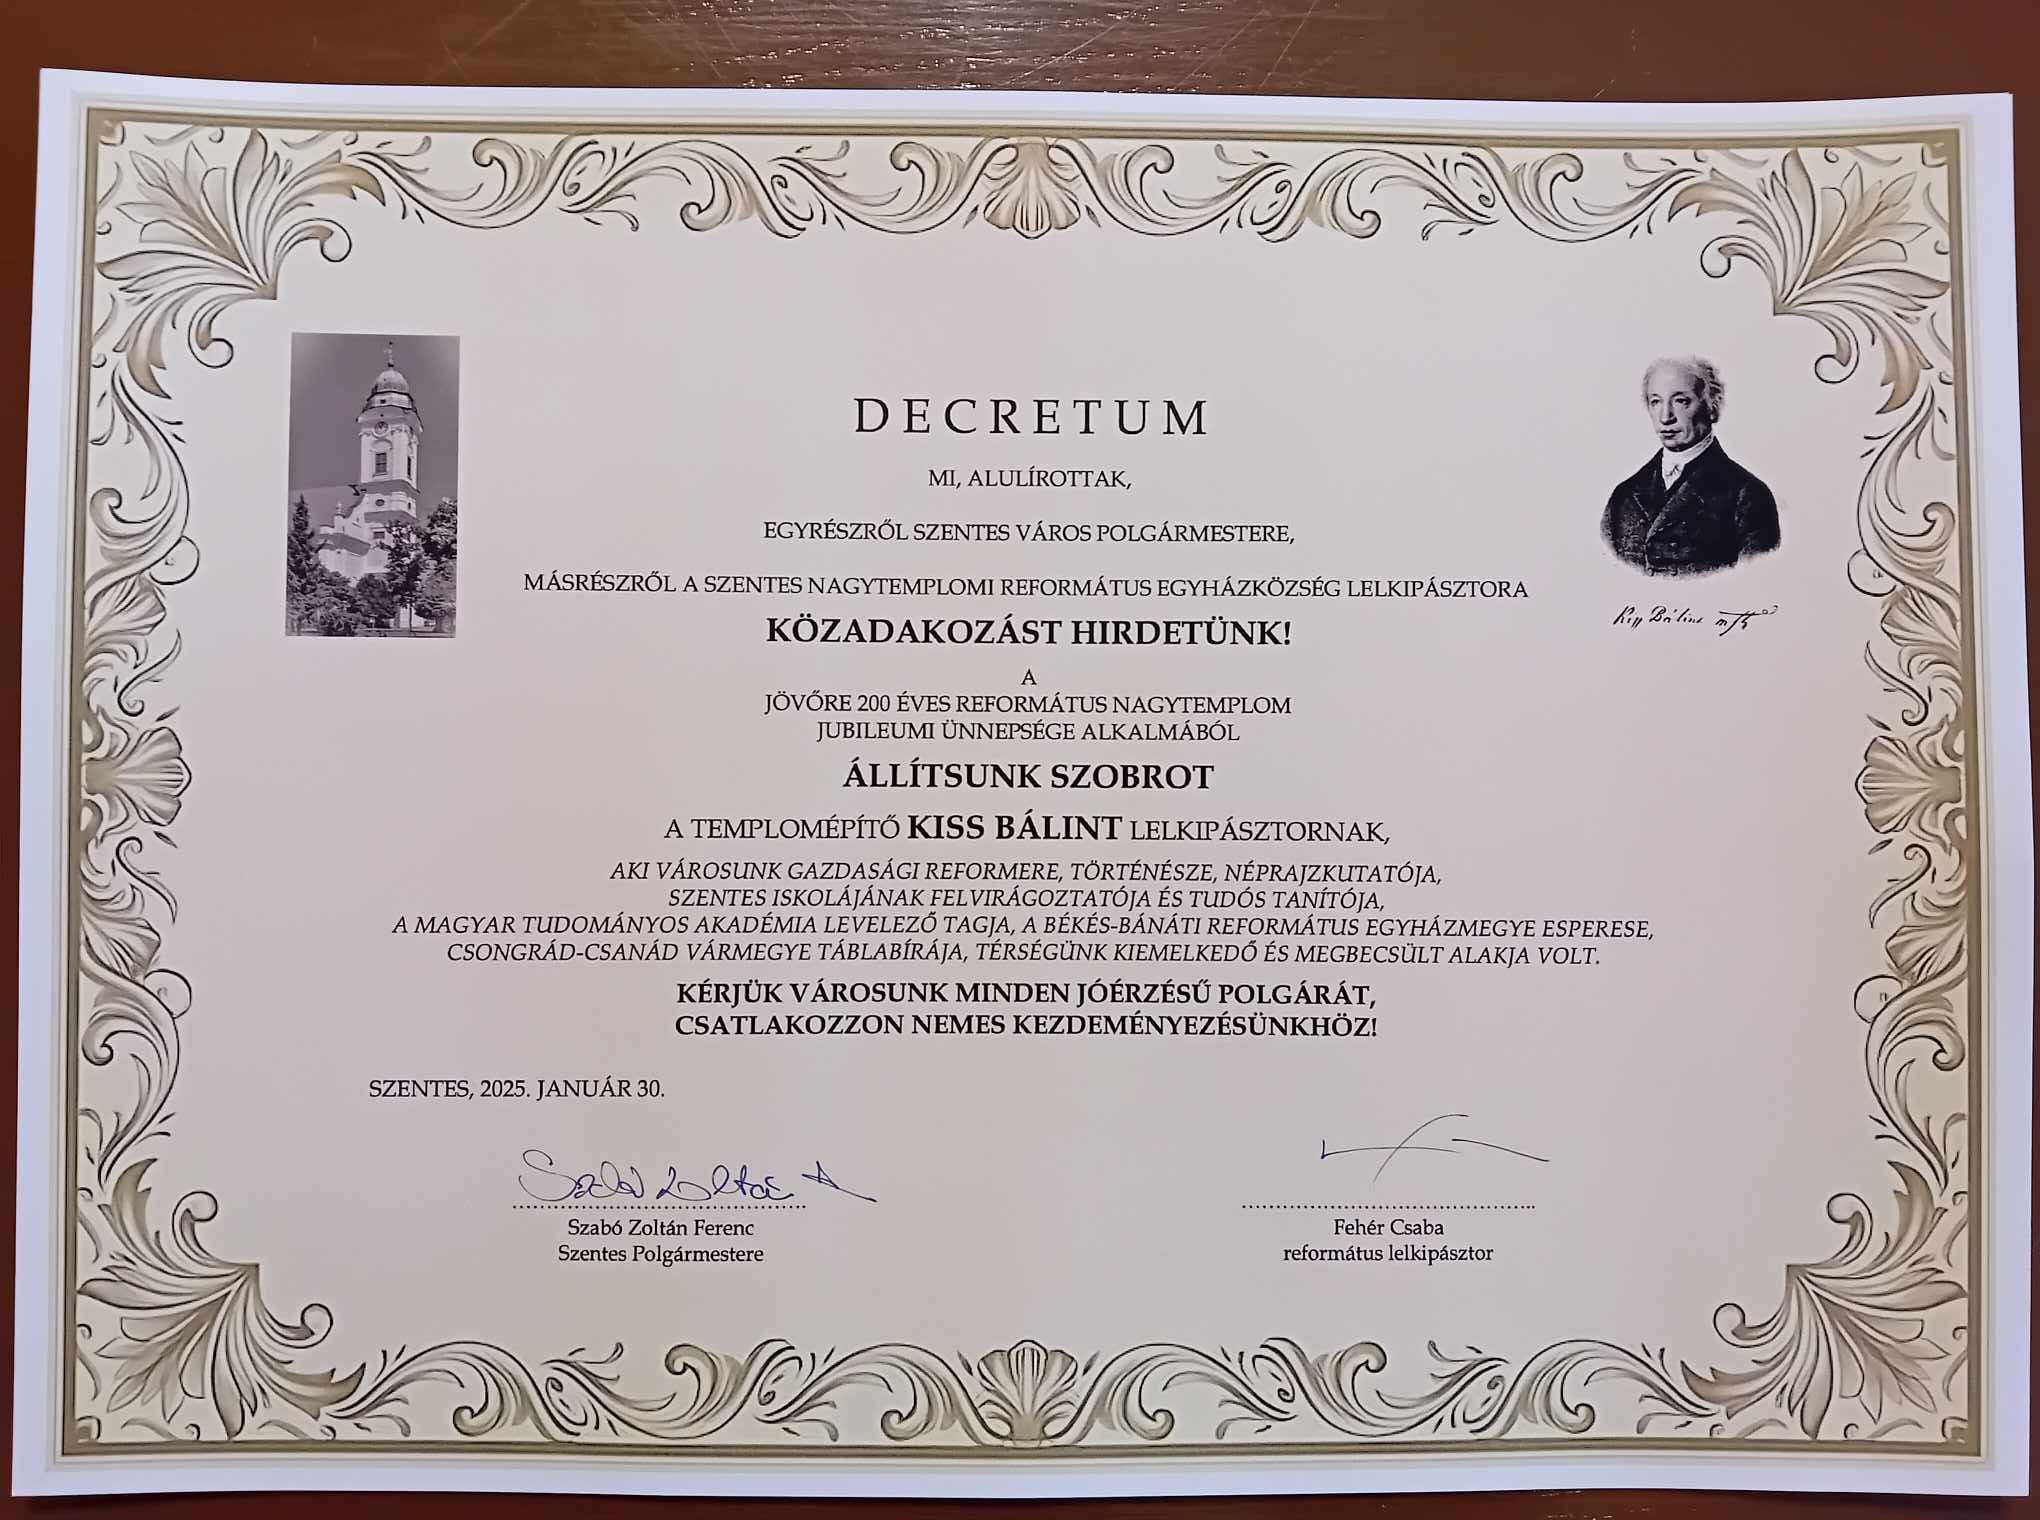 DECRETUM
MI, ALULÍROTTAK,
EGYRÉSZRŐL SZENTES VÁROS POLGÁRMESTERE,
MÁSRÉSZRŐL A SZENTES NAGYTEMPLOMI REFORMÁTUS EGYHÁZKÖZSÉG LELKIPÁSZTORA
KÖZADAKOZÁST HIRDETÜNK!
A
JÖVŐRE 200 ÉVES REFORMÁTUS NAGYTEMPLOM
JUBILEUMI ÜNNEPSÉGE ALKALMÁBÓL
ÁLLÍTSUNK SZOBROT
A TEMPLOMÉPÍTŐ KISS BÁLINT LELKIPÁSZTORNAK,
AKI VÁROSUNK GAZDASÁGI REFORMERE, TÖRTÉNÉSZE, NÉPRAJZKUTATÓJA,
SZENTES ISKOLÁJÁNAK FELVIRÁGOZTATÓJA ÉS TUDÓS TANÍTÓJA,
A MAGYAR TUDOMÁNYOS AKADÉMIA LEVELEZŐ TAGJA, A BÉKÉS-BÁNÁTI REFORMÁTUS EGYHÁZMEGYE ESPERESE,
CSONGRÁD-CSANÁD VÁRMEGYE TÁBLABÍRÁJA, TÉRSÉGÜNK KIEMELKEDŐ ÉS MEGBECSÜLT ALAKJA VOLT.
KÉRJÜK VÁROSUNK MINDEN JÓÉRZÉSŰ POLGÁRÁT,
CSATLAKOZZON NEMES KEZDEMÉNYEZÉSÜNKHÖZ!
Kiss Bálint
SZENTES, 2025. JANUÁR 30.
Szabó Zoltán
Szabó Zoltán Ferenc
Szentes Polgármestere
Fehér Csaba
református lelkipásztor